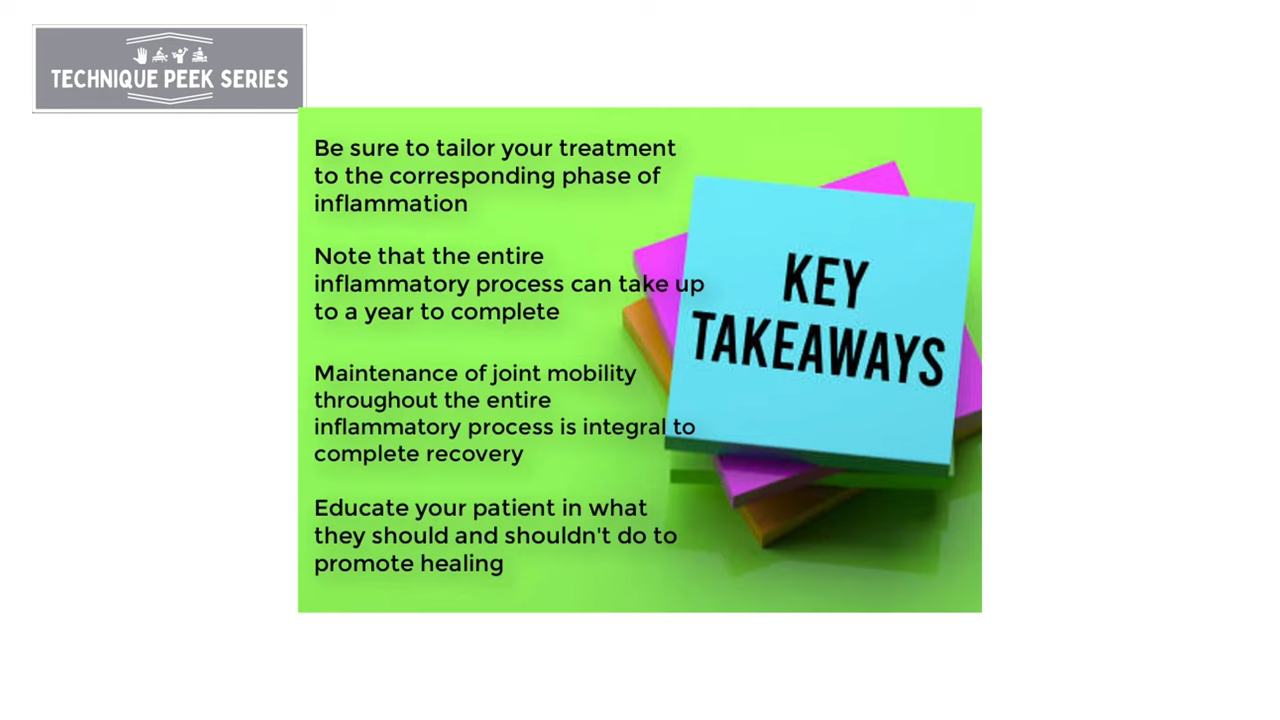 TECHNIQUE PEEK SERIES
Be sure to tailor your treatment
to the corresponding phase of
inflammation
Note that the entire
inflammatory process can take up
to a year to complete
Maintenance of joint mobility
throughout the entire
inflammatory process is integral to
complete recovery
Educate your patient in what
they should and shouldn't do to
promote healing
KEY
TAKEAWAYS